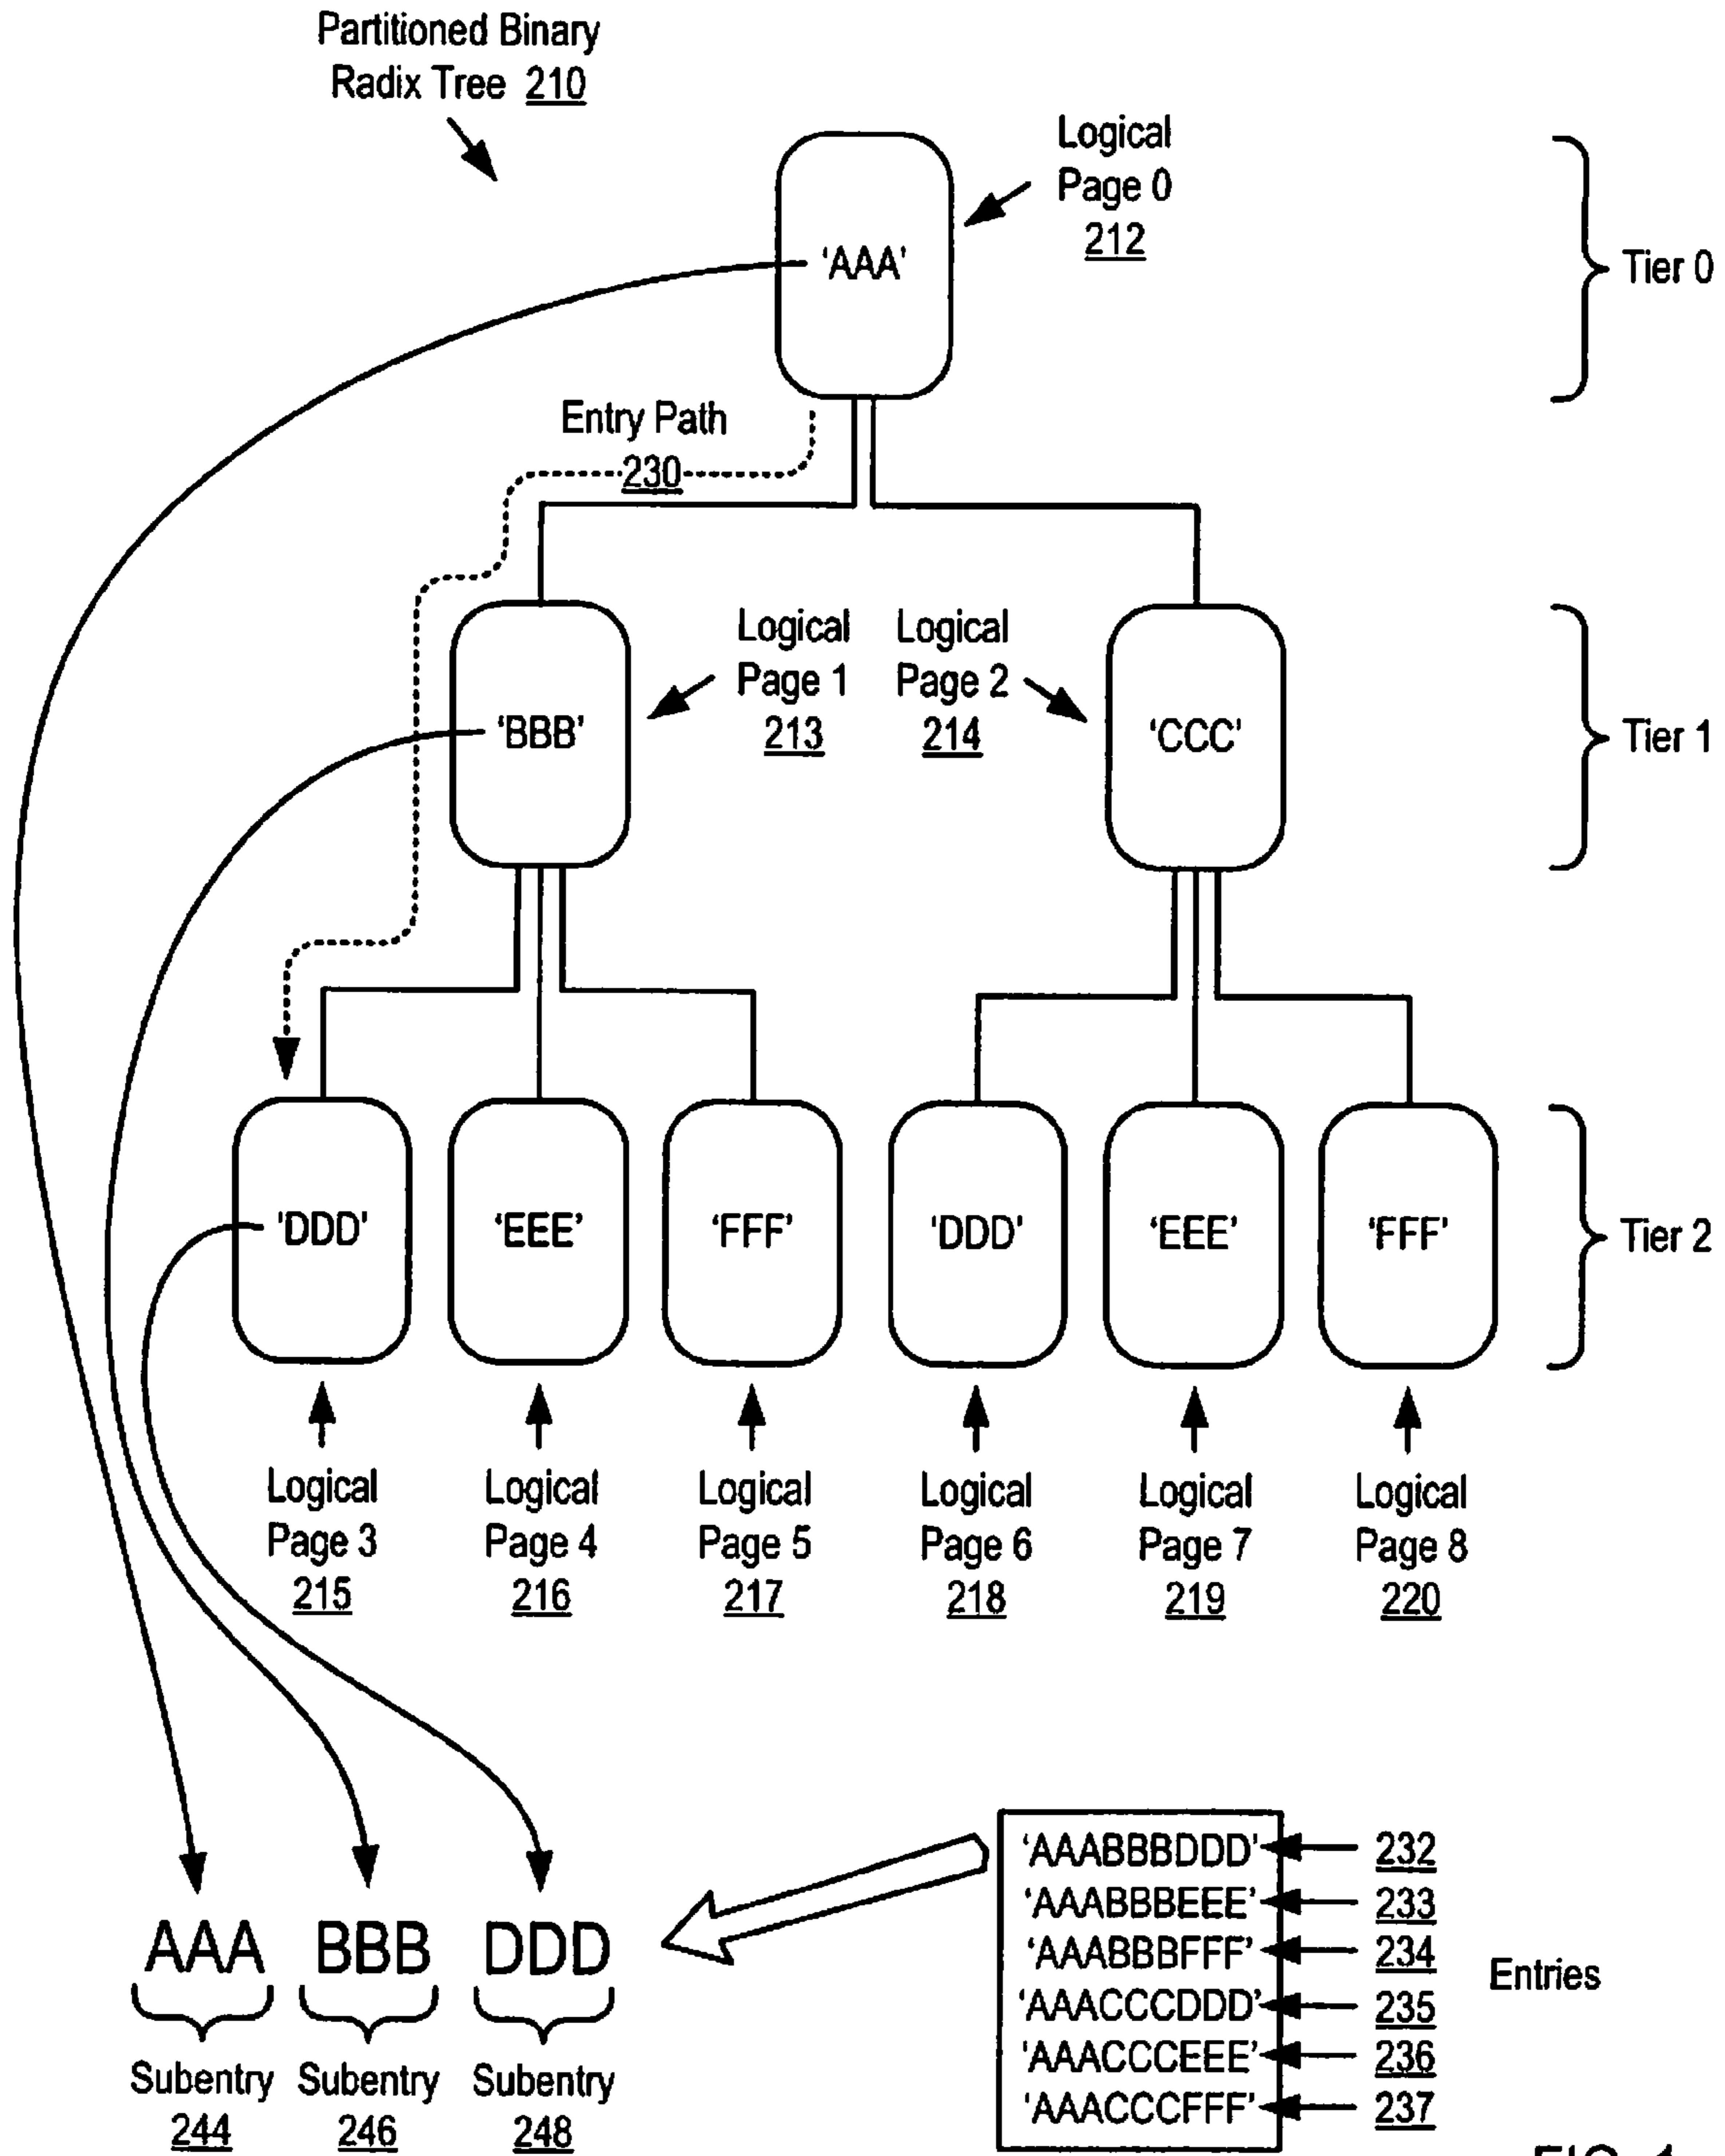 Partitioned Binary
Radix Tree 210
Logical
Page 0
212
'AAA'
Tier 0
Entry Path
230
Logical
Page 1
213
Logical
Page 2
214
'BBB'
'CCC'
Tier 1
'DDD'
'EEE'
'FFF'
'DDD'
'EEE'
'FFF'
Tier 2
Logical
Page 3
215
Logical
Page 4
216
Logical
Page 5
217
Logical
Page 6
218
Logical
Page 7
219
Logical
Page 8
220
AAA BBB DDD
Subentry
244
Subentry
246
Subentry
248
'AAABBBDDD' 232
'AAABBBEEE' 233
'AAABBBFFF' 234
'AAACCCDDD' 235
'AAACCCEEE' 236
'AAACCCFFF' 237
Entries
FIG. 1